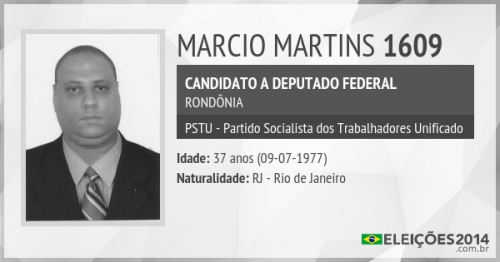 MARCIO MARTINS 1609
CANDIDATO A DEPUTADO FEDERAL
RONDÔNIA
PSTU - Partido Socialista dos Trabalhadores Unificado
Idade: 37 anos (09-07-1977)
Naturalidade: RJ - Rio de Janeiro
ELEIÇÕES2014
.com.br